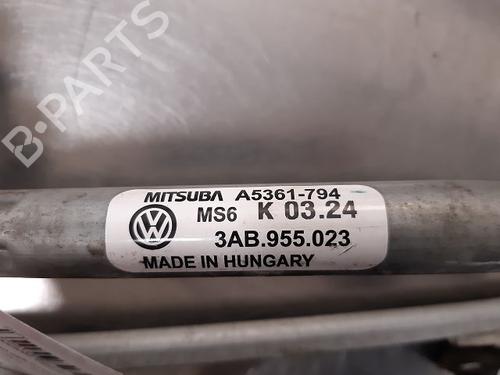 B-PARTS
MITSUBA A5361-794
MS6 K 03.24
3AB.955.023
MADE IN HUNGARY